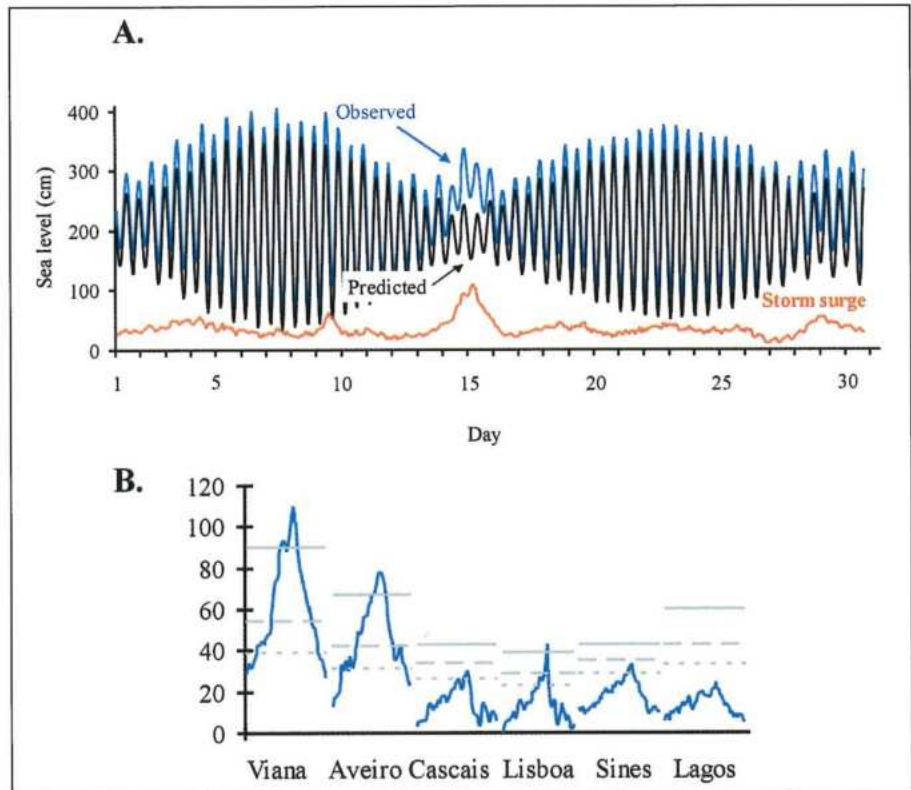 A.
Observed
400
300
200
100
0
Sea level (cm)
Predicted
Storm surge
1 5 10 15 20 25 30
Day
B.
120
100
80
60
40
20
0
Viana Aveiro Cascais Lisboa Sines Lagos